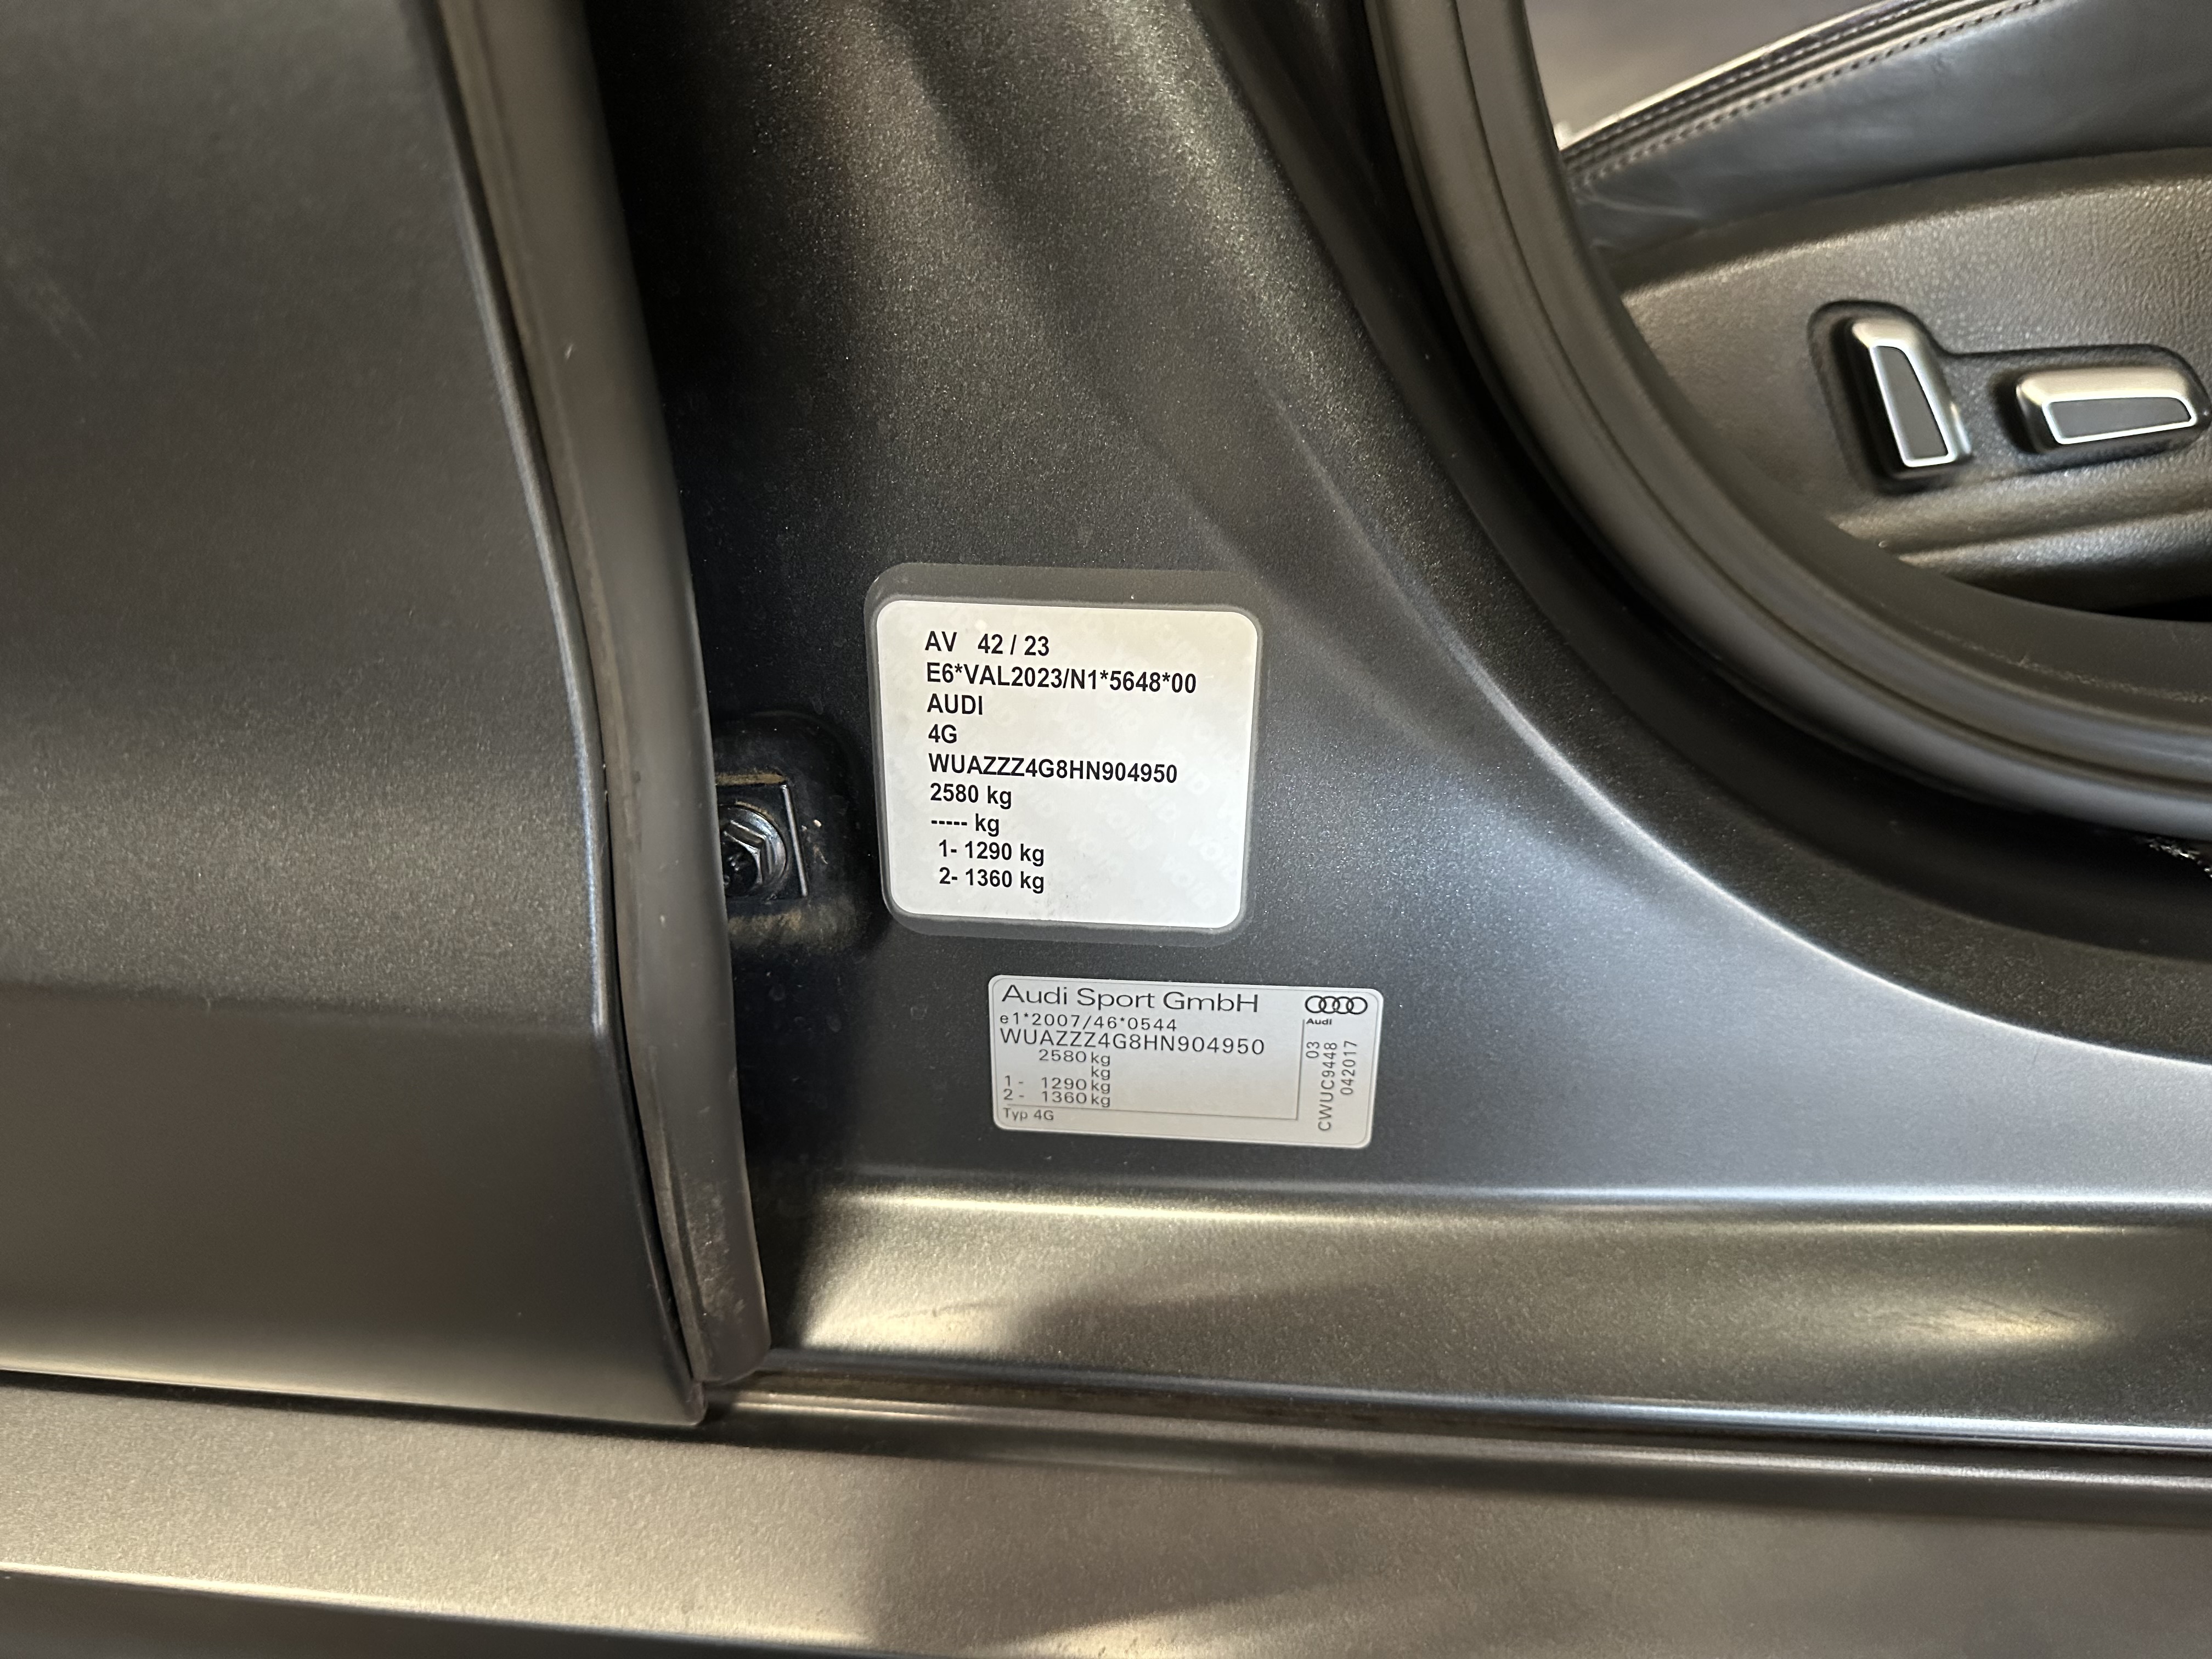 AV 42 / 23
E6*VAL2023/N1*5648*00
AUDI
4G
WUAZZZ4G8HN904950
2580 kg
----- kg
1- 1290 kg
2- 1360 kg
Audi Sport GmbH
Audi
e1*2007/46*0544
WUAZZZ4G8HN904950
2580 kg
kg
1 - 1290 kg
2 - 1360 kg
Typ 4G
03
CWUC9448
042017